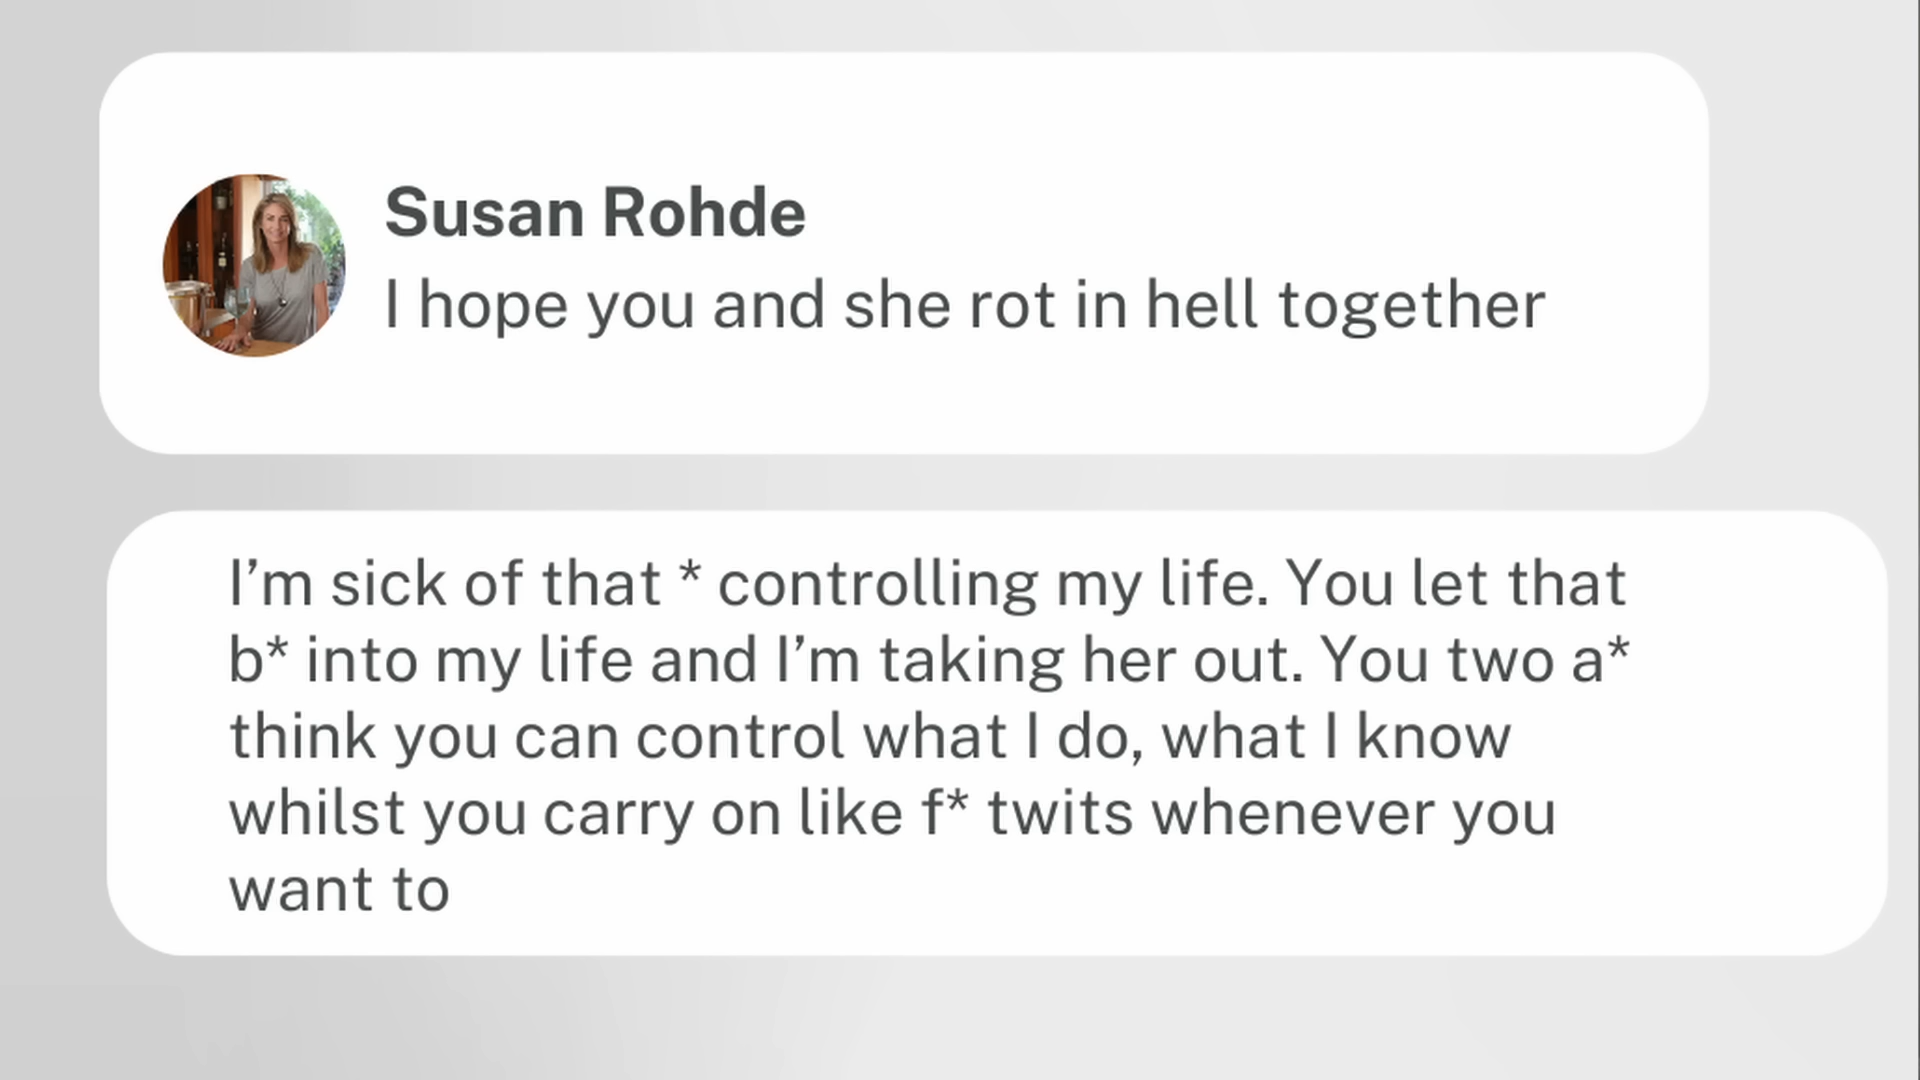 Susan Rohde
I hope you and she rot in hell together
I’m sick of that * controlling my life. You let that
b* into my life and I’m taking her out. You two a*
think you can control what I do, what I know
whilst you carry on like f* twits whenever you
want to